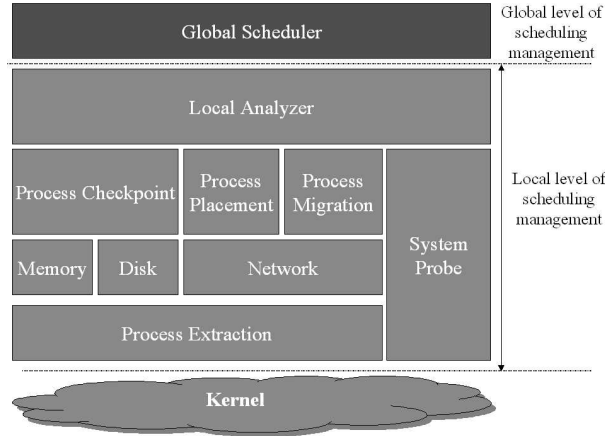 Global Scheduler
Global level of
scheduling
management
Local Analyzer
Process Checkpoint
Process
Placement
Process
Migration
Local level of
scheduling
management
System
Probe
Memory
Disk
Network
Process Extraction
Kernel